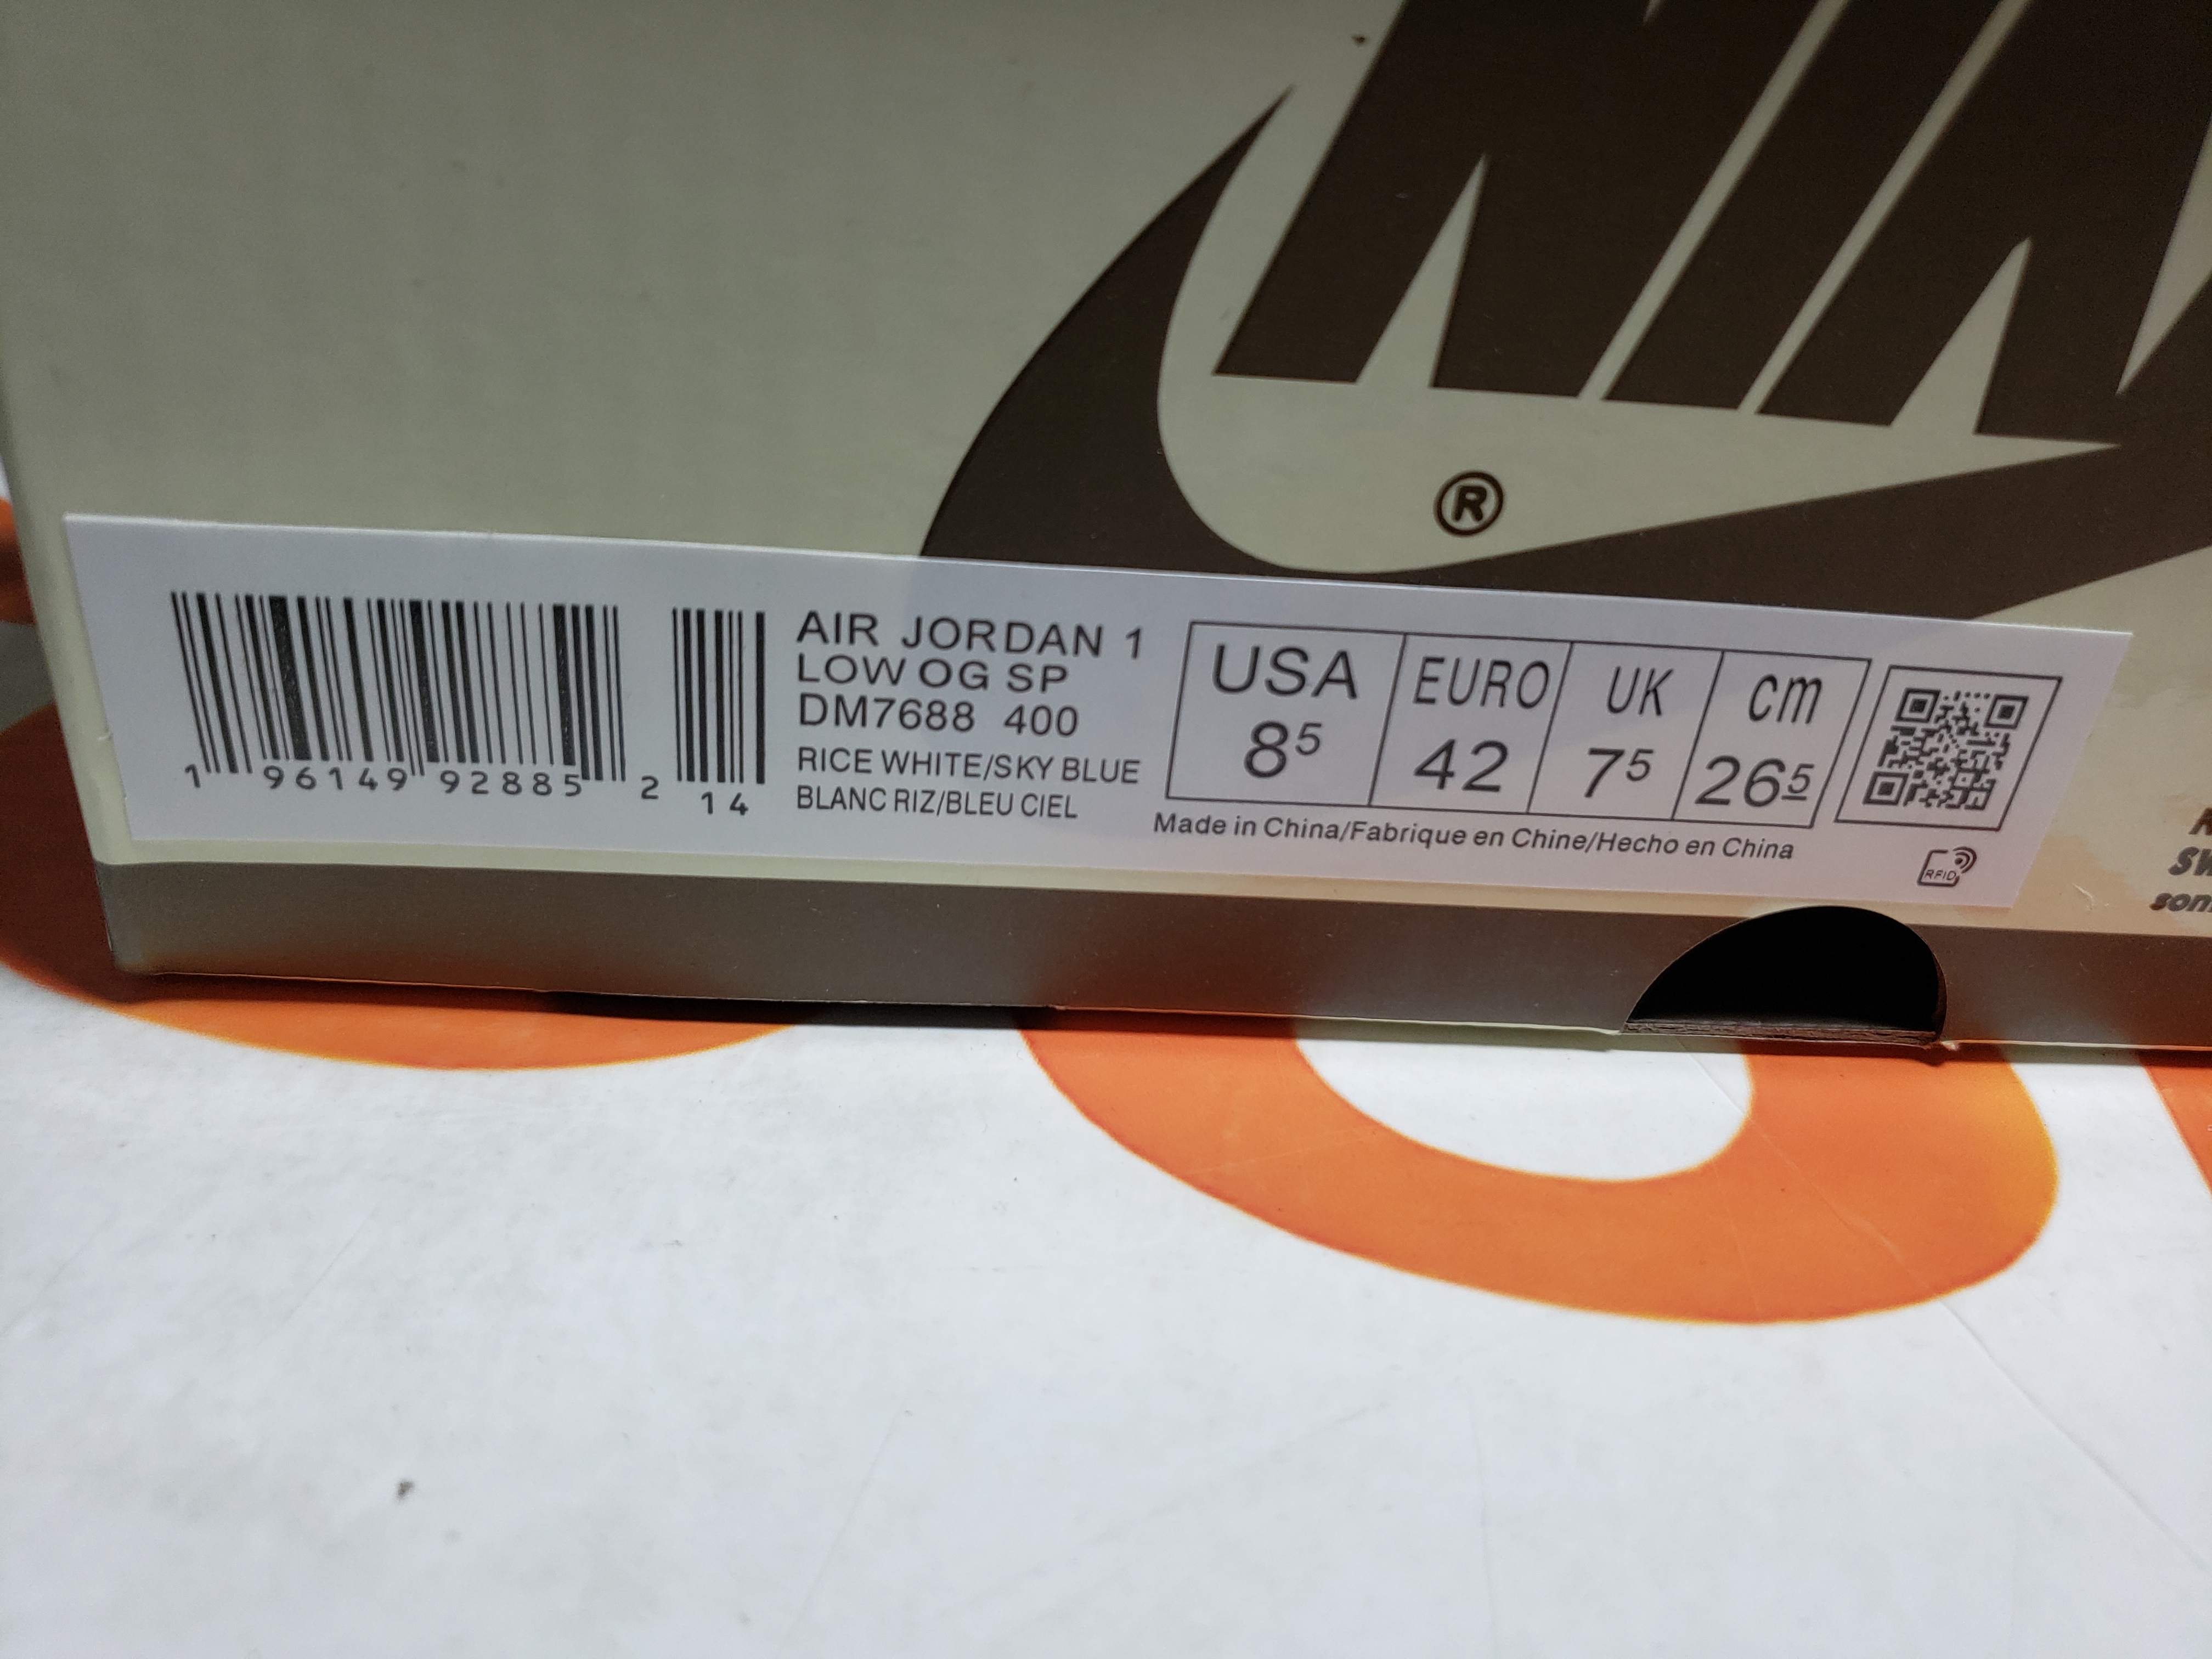 NIK
®
AIR JORDAN 1
LOW OG SP
DM7688 400
RICE WHITE/SKY BLUE
BLANC RIZ/BLEU CIEL
1 96149 92885 2 14
USA EURO UK cm
8⁵ 42 7⁵ 26⁵
Made in China/Fabrique en Chine/Hecho en China
RFID